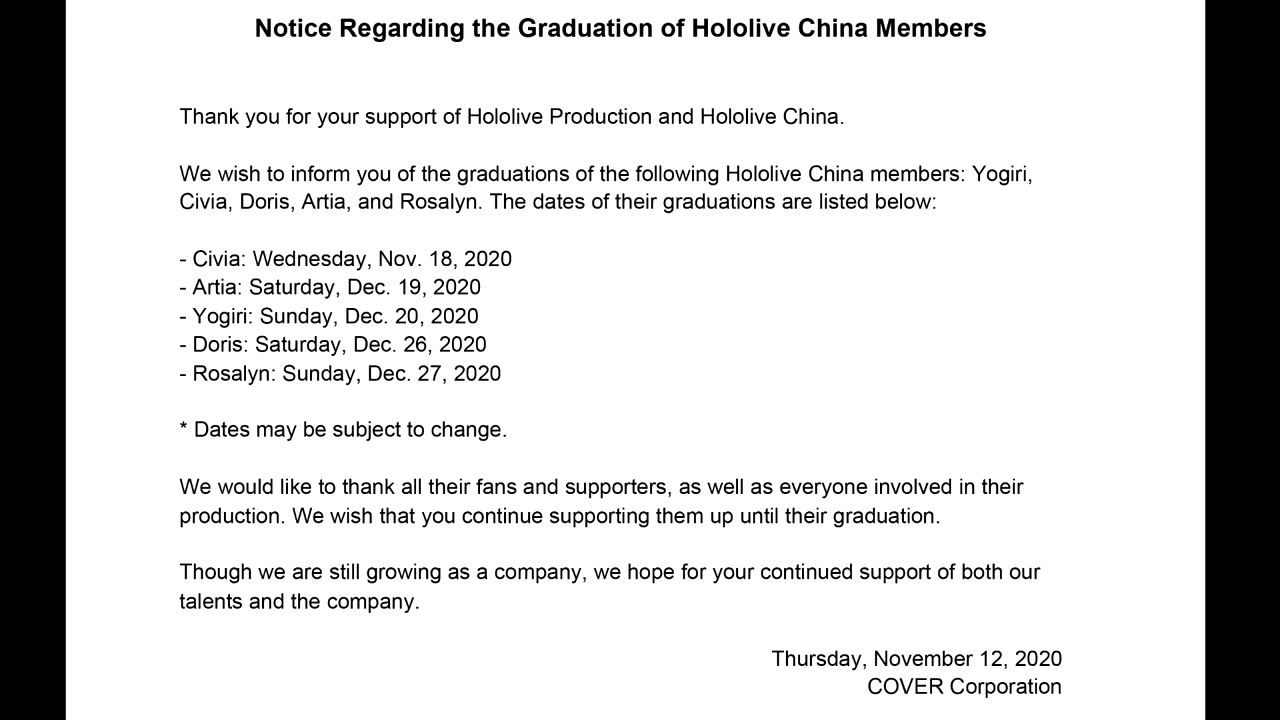 Notice Regarding the Graduation of Hololive China Members
Thank you for your support of Hololive Production and Hololive China.
We wish to inform you of the graduations of the following Hololive China members: Yogiri,
Civia, Doris, Artia, and Rosalyn. The dates of their graduations are listed below:
- Civia: Wednesday, Nov. 18, 2020
- Artia: Saturday, Dec. 19, 2020
- Yogiri: Sunday, Dec. 20, 2020
- Doris: Saturday, Dec. 26, 2020
- Rosalyn: Sunday, Dec. 27, 2020
* Dates may be subject to change.
We would like to thank all their fans and supporters, as well as everyone involved in their
production. We wish that you continue supporting them up until their graduation.
Though we are still growing as a company, we hope for your continued support of both our
talents and the company.
Thursday, November 12, 2020
COVER Corporation